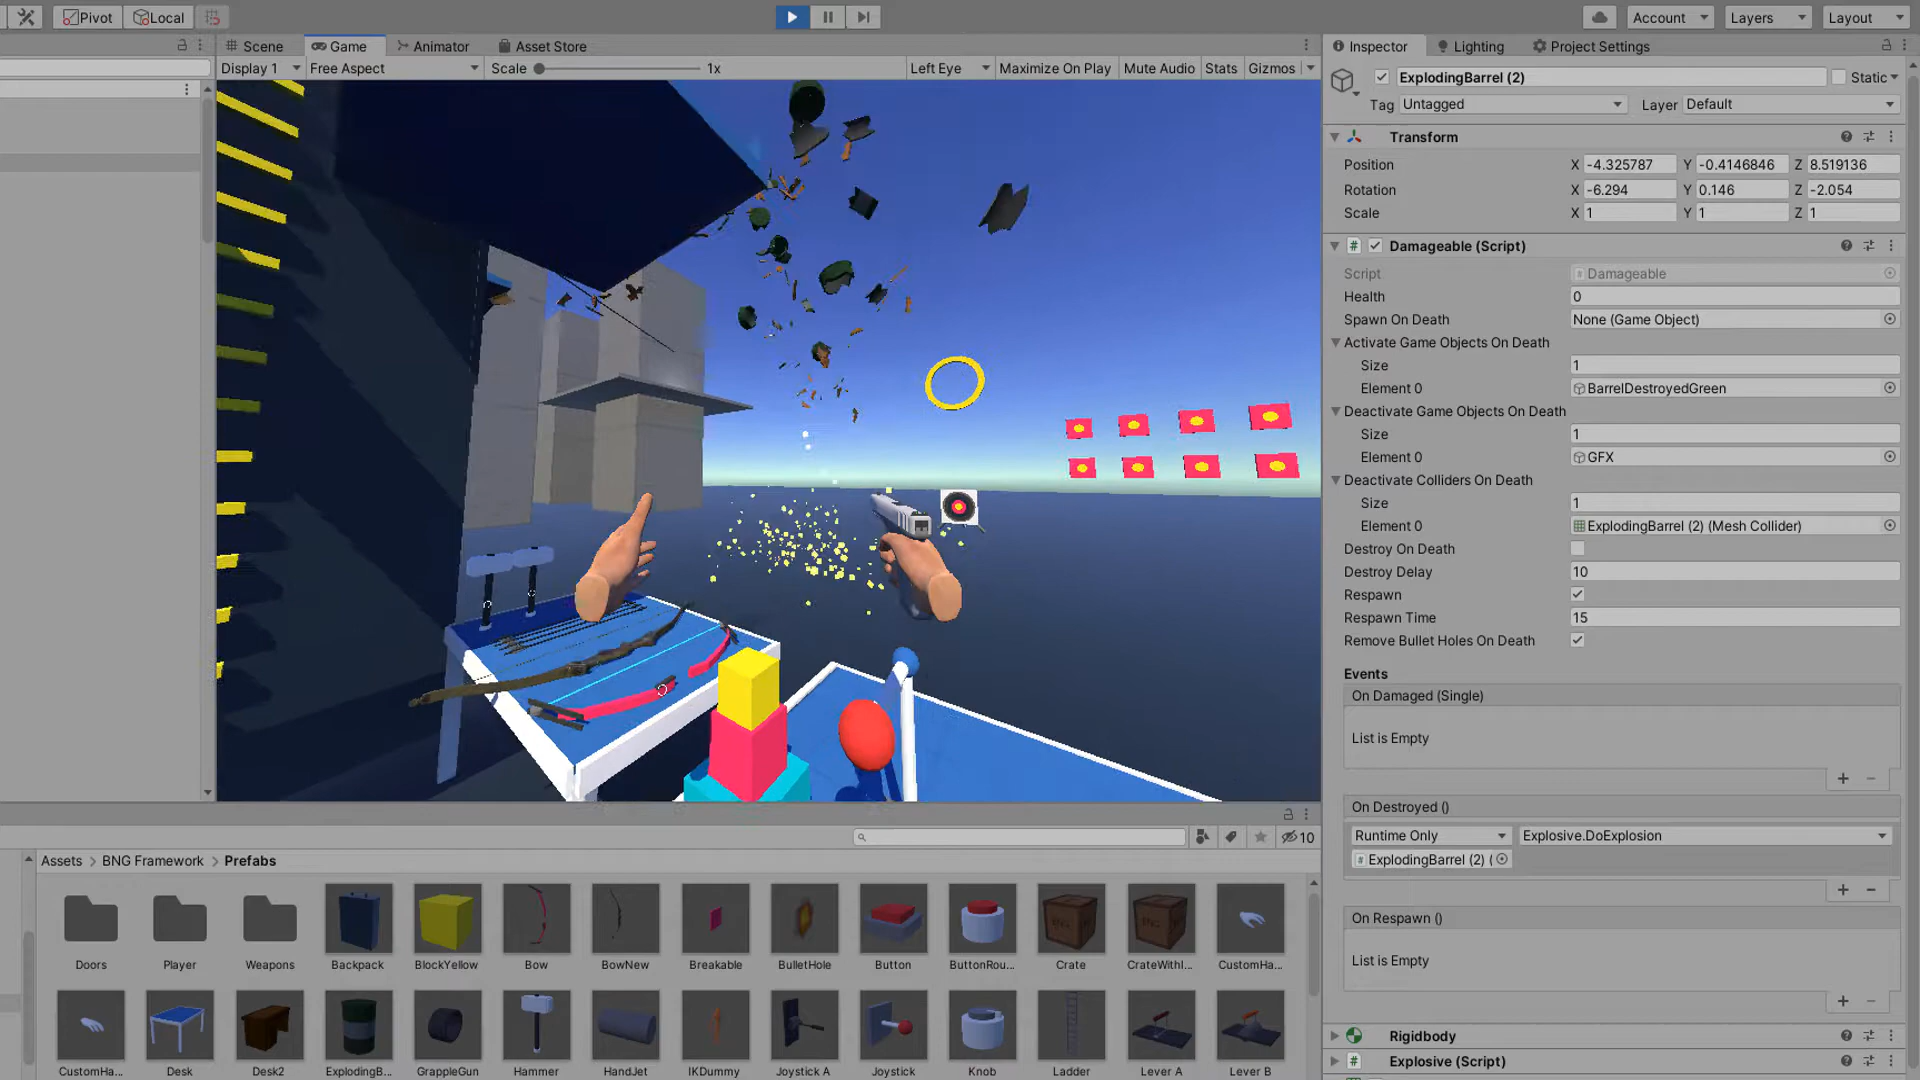 Pivot Local Account Layers Layout
Scene Game Animator Asset Store
Display 1 Free Aspect Scale 1x Left Eye Maximize On Play Mute Audio Stats Gizmos
Inspector Lighting Project Settings
ExplodingBarrel (2) Static
Tag Untagged Layer Default
Transform
Position X -4.325787 Y -0.4146846 Z 8.519136
Rotation X -6.294 Y 0.146 Z -2.054
Scale X 1 Y 1 Z 1
# Damageable (Script)
Script Damageable
Health 0
Spawn On Death None (Game Object)
Activate Game Objects On Death
Size 1
Element 0 BarrelDestroyedGreen
Deactivate Game Objects On Death
Size 1
Element 0 GFX
Deactivate Colliders On Death
Size 1
Element 0 ExplodingBarrel (2) (Mesh Collider)
Destroy On Death
Destroy Delay 10
Respawn
Respawn Time 15
Remove Bullet Holes On Death
Events
On Damaged (Single)
List is Empty
+ −
On Destroyed ()
Runtime Only Explosive.DoExplosion
ExplodingBarrel (2) (
+ −
On Respawn ()
List is Empty
+ −
Rigidbody
# Explosive (Script)
10
Assets > BNG Framework > Prefabs
Doors Player Weapons Backpack BlockYellow Bow BowNew Breakable BulletHole Button ButtonRou... Crate CrateWithI... CustomHa...
CustomHa... Desk Desk2 ExplodingB... GrappleGun Hammer HandJet IKDummy Joystick A Joystick Knob Ladder Lever A Lever B